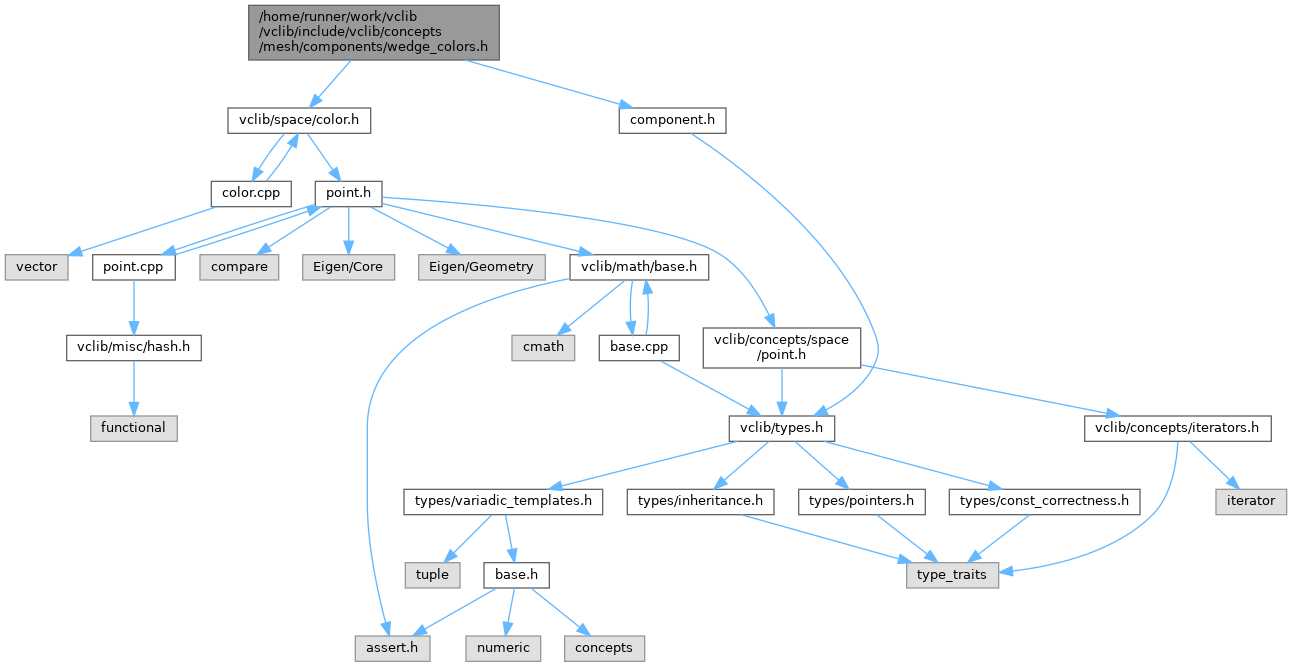 /home/runner/work/vclib
/vclib/include/vclib/concepts
/mesh/components/wedge_colors.h
vclib/space/color.h
component.h
color.cpp
point.h
vector
point.cpp
compare
Eigen/Core
Eigen/Geometry
vclib/math/base.h
vclib/misc/hash.h
cmath
base.cpp
vclib/concepts/space
/point.h
functional
vclib/types.h
vclib/concepts/iterators.h
types/variadic_templates.h
types/inheritance.h
types/pointers.h
types/const_correctness.h
iterator
tuple
base.h
type_traits
assert.h
numeric
concepts